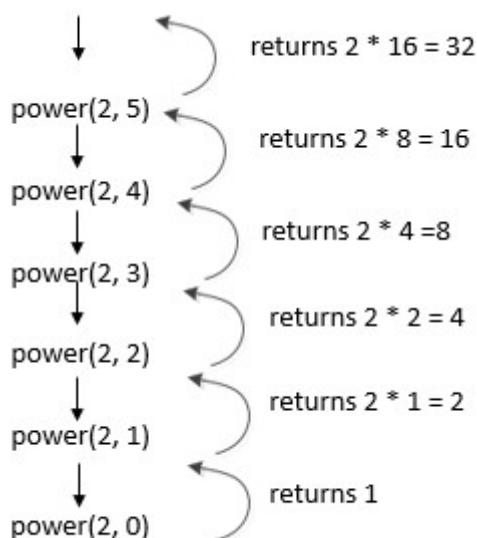 returns 2 * 16 = 32
power(2, 5)
returns 2 * 8 = 16
power(2, 4)
returns 2 * 4 =8
power(2, 3)
returns 2 * 2 = 4
power(2, 2)
returns 2 * 1 = 2
power(2, 1)
returns 1
power(2, 0)